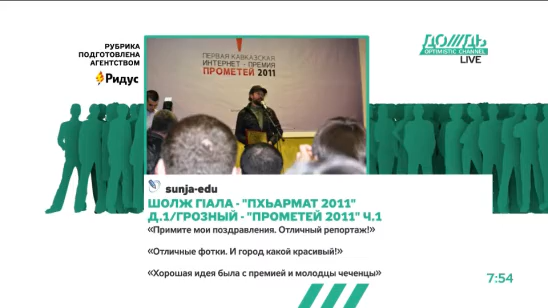 РУБРИКА
ПОДГОТОВЛЕНА
АГЕНТСТВОМ
Ридус
ПЕРВАЯ КАВКАЗСКАЯ
ИНТЕРНЕТ - ПРЕМИЯ
ПРОМЕТЕЙ 2011
ДОЖДЬ
OPTIMISTIC CHANNEL
LIVE
sunja-edu
ШОЛЖ ГІАЛА - "ПХЬАРМАТ 2011"
Д.1/ГРОЗНЫЙ - "ПРОМЕТЕЙ 2011" Ч.1
«Примите мои поздравления. Отличный репортаж!»
«Отличные фотки. И город какой красивый!»
«Хорошая идея была с премией и молодцы чеченцы»
7:54